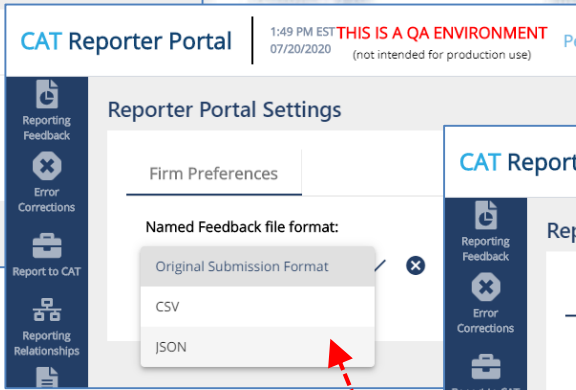 CAT Reporter Portal
1:49 PM EST
07/20/2020
THIS IS A QA ENVIRONMENT
(not intended for production use)
Reporting
Feedback
Error
Corrections
Report to CAT
Reporting
Relationships
Reporter Portal Settings
Firm Preferences
Named Feedback file format:
Original Submission Format
CSV
JSON
CAT Report
Reporting
Feedback
Error
Corrections
Rep